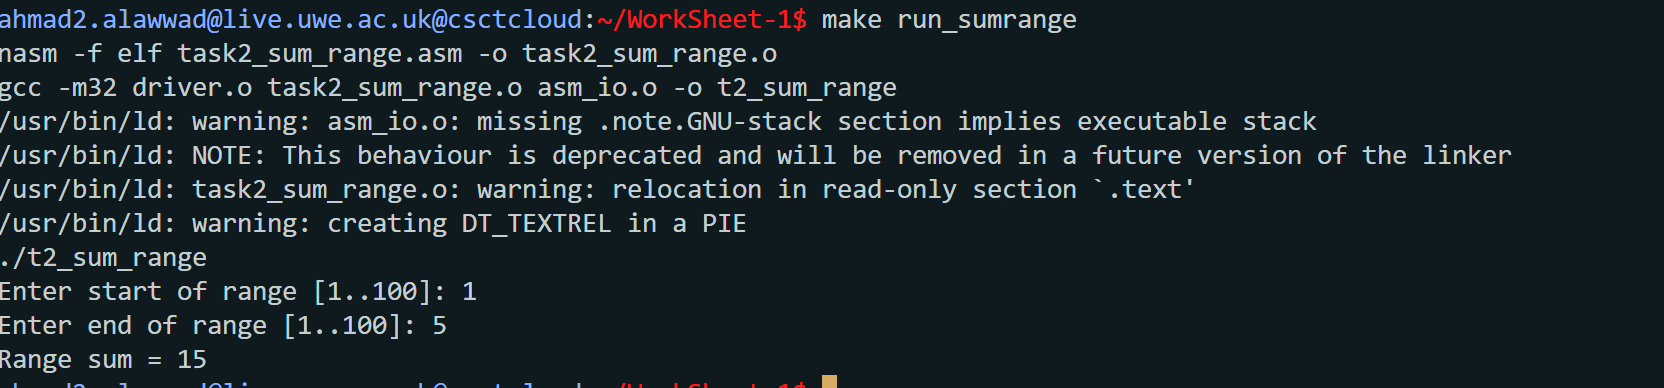 ahmad2.alawwad@live.uwe.ac.uk@csctcloud:~/WorkSheet-1$ make run_sumrange
nasm -f elf task2_sum_range.asm -o task2_sum_range.o
gcc -m32 driver.o task2_sum_range.o asm_io.o -o t2_sum_range
/usr/bin/ld: warning: asm_io.o: missing .note.GNU-stack section implies executable stack
/usr/bin/ld: NOTE: This behaviour is deprecated and will be removed in a future version of the linker
/usr/bin/ld: task2_sum_range.o: warning: relocation in read-only section `.text'
/usr/bin/ld: warning: creating DT_TEXTREL in a PIE
./t2_sum_range
Enter start of range [1..100]: 1
Enter end of range [1..100]: 5
Range sum = 15